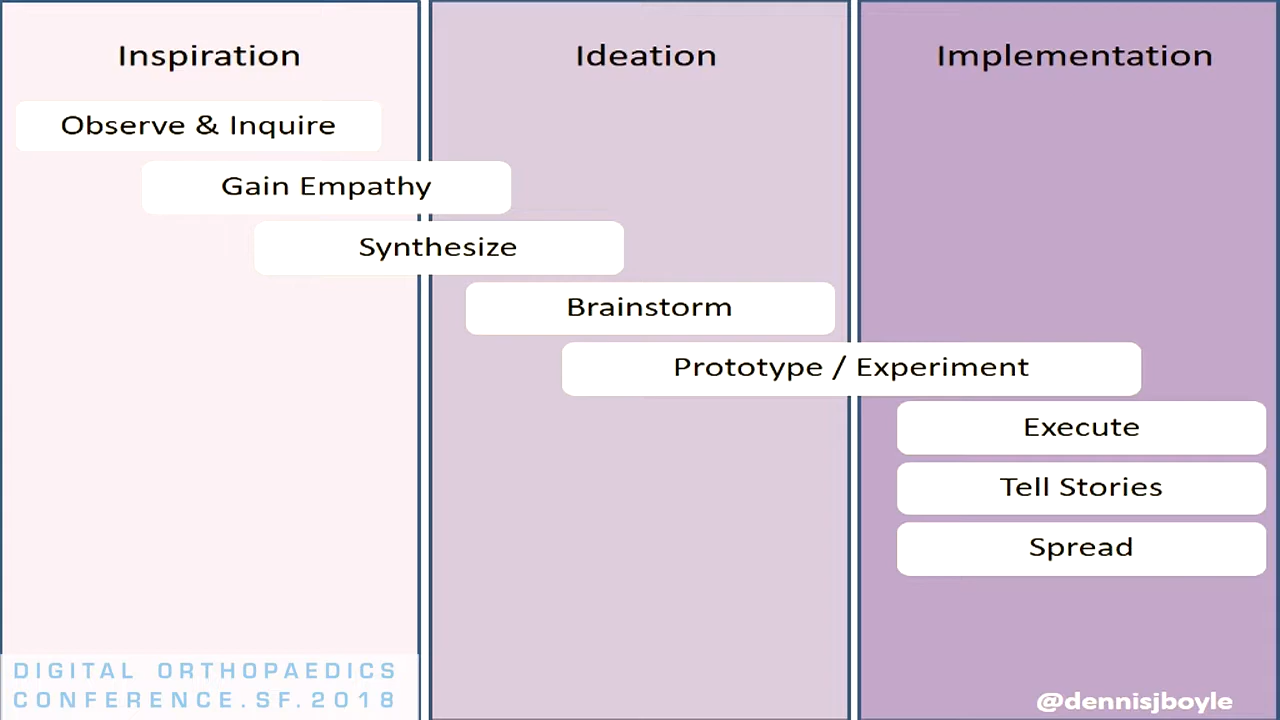 Inspiration
Ideation
Implementation
Observe & Inquire
Gain Empathy
Synthesize
Brainstorm
Prototype / Experiment
Execute
Tell Stories
Spread
DIGITAL ORTHOPAEDICS
CONFERENCE.SF.2018
@dennisjboyle